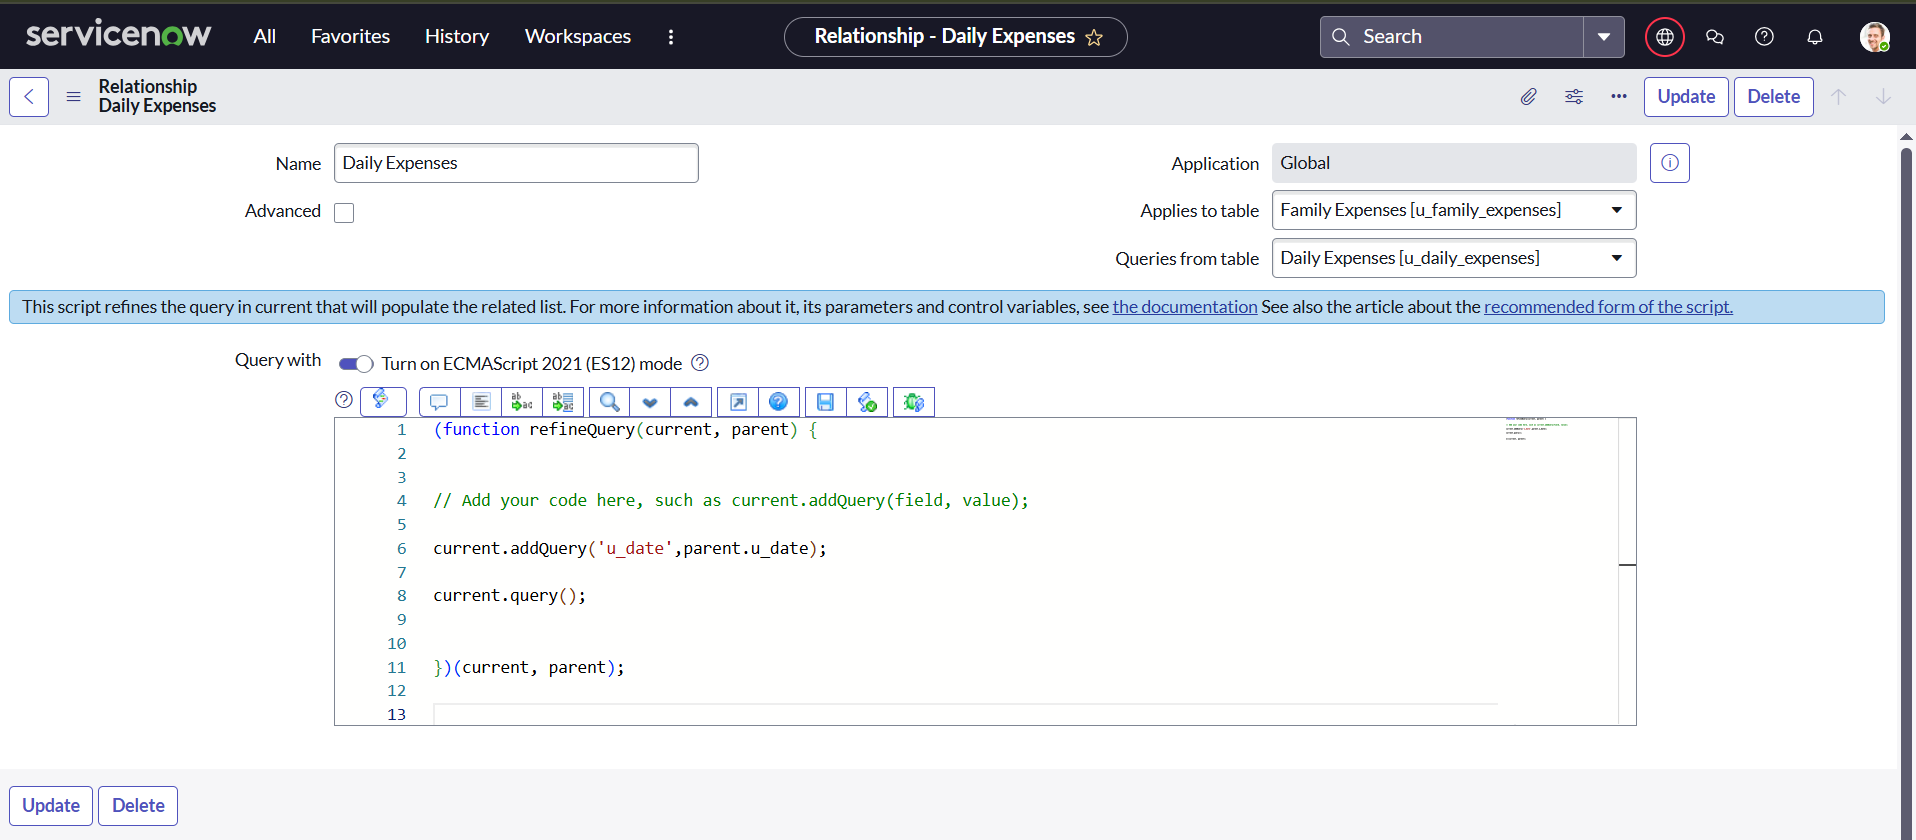 servicenow All Favorites History Workspaces Relationship - Daily Expenses Search
Relationship
Daily Expenses
Update Delete
Name Daily Expenses
Application Global
Advanced
Applies to table Family Expenses [u_family_expenses]
Queries from table Daily Expenses [u_daily_expenses]
This script refines the query in current that will populate the related list. For more information about it, its parameters and control variables, see the documentation See also the article about the recommended form of the script.
Query with Turn on ECMAScript 2021 (ES12) mode
1 (function refineQuery(current, parent) {
2
3
4 // Add your code here, such as current.addQuery(field, value);
5
6 current.addQuery('u_date',parent.u_date);
7
8 current.query();
9
10
11 })(current, parent);
12
13
Update Delete